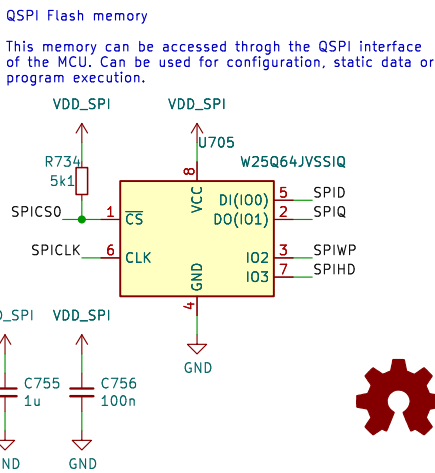 QSPI Flash memory
This memory can be accessed throgh the QSPI interface
of the MCU. Can be used for configuration, static data or
program execution.
VDD_SPI
VDD_SPI
U705
R734
5k1
W25Q64JVSSIQ
8
VCC
SPICS0
1
CS
DI(IO0)
5
SPID
DO(IO1)
2
SPIQ
SPICLK
6
CLK
IO2
3
SPIWP
IO3
7
SPIHD
GND
4
GND
D_SPI
VDD_SPI
C755
1u
C756
100n
ND
GND